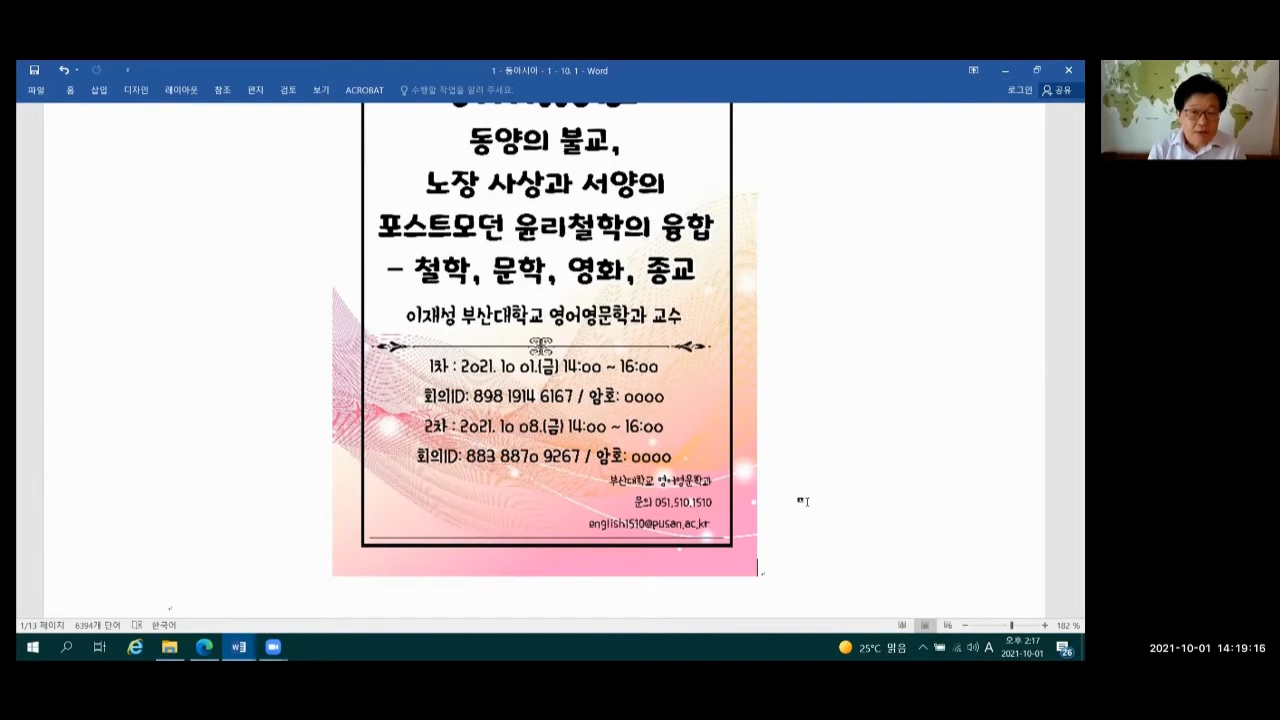 1 - 동아시아 - 1 - 10. 1 - Word
파일 홈 삽입 디자인 레이아웃 참조 편지 검토 보기 ACROBAT 수행할 작업을 알려 주세요. 로그인 공유
동양의 불교,
노장 사상과 서양의
포스트모던 윤리철학의 융합
- 철학, 문학, 영화, 종교
이재성 부산대학교 영어영문학과 교수
1차 : 2021. 10 01.(금) 14:00 ~ 16:00
회의ID: 898 1914 6167 / 암호: 0000
2차 : 2021. 10 08.(금) 14:00 ~ 16:00
회의ID: 883 8870 9267 / 암호: 0000
부산대학교 영어영문학과
문의 051.510.1510
english1510@pusan.ac.kr
1/13 페이지 6394개 단어 한국어 182 %
25°C 맑음 A 오후 2:17
2021-10-01 26
2021-10-01 14:19:16